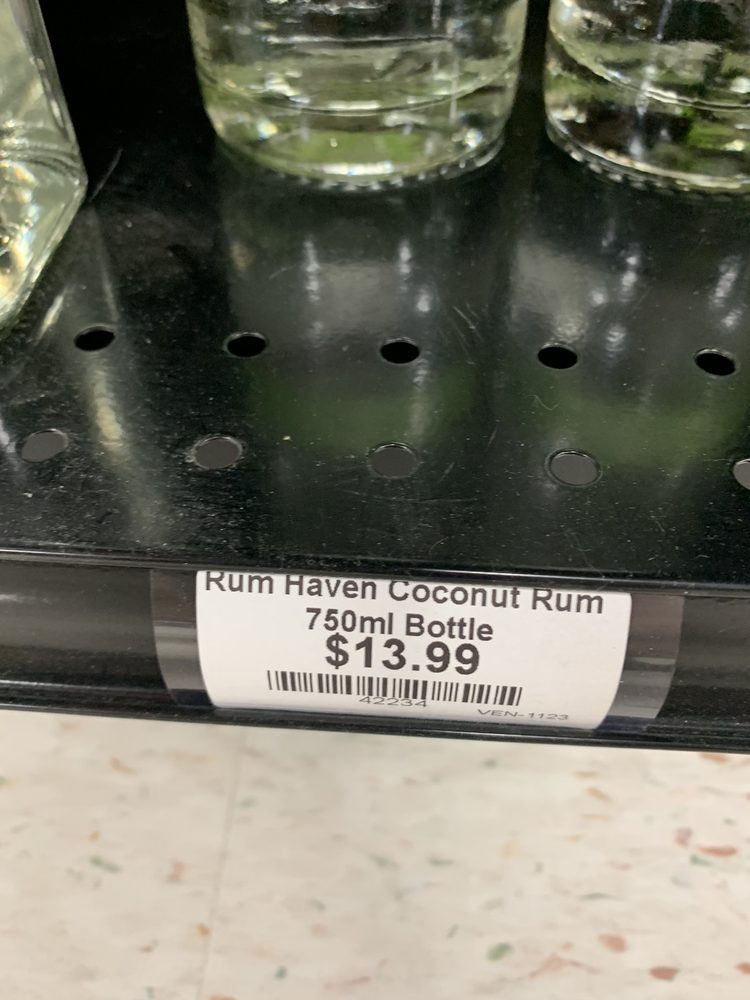 Rum Haven Coconut Rum
750ml Bottle
$13.99
42234
VEN-1123